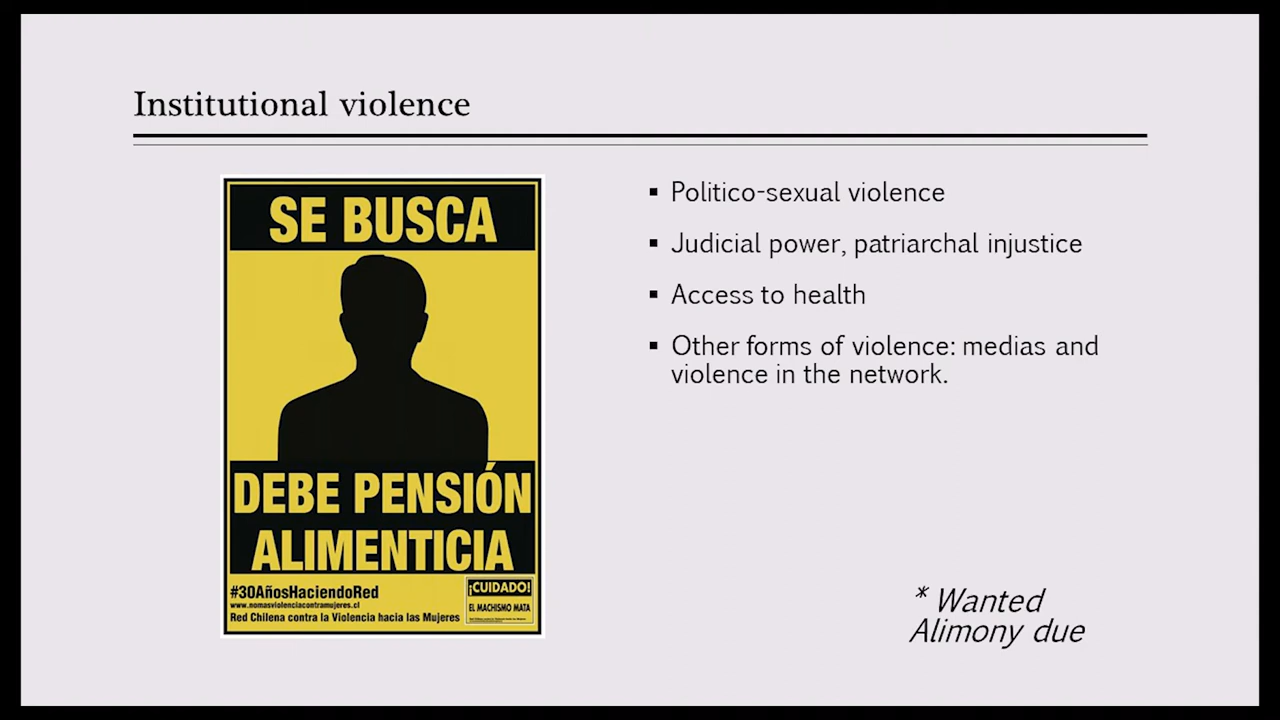 Institutional violence
SE BUSCA
DEBE PENSIÓN
ALIMENTICIA
#30AñosHaciendoRed
www.nomasviolenciacontramujeres.cl
Red Chilena contra la Violencia hacia las Mujeres
¡CUIDADO!
EL MACHISMO MATA
▪ Politico-sexual violence
▪ Judicial power, patriarchal injustice
▪ Access to health
▪ Other forms of violence: medias and
violence in the network.
* Wanted
Alimony due